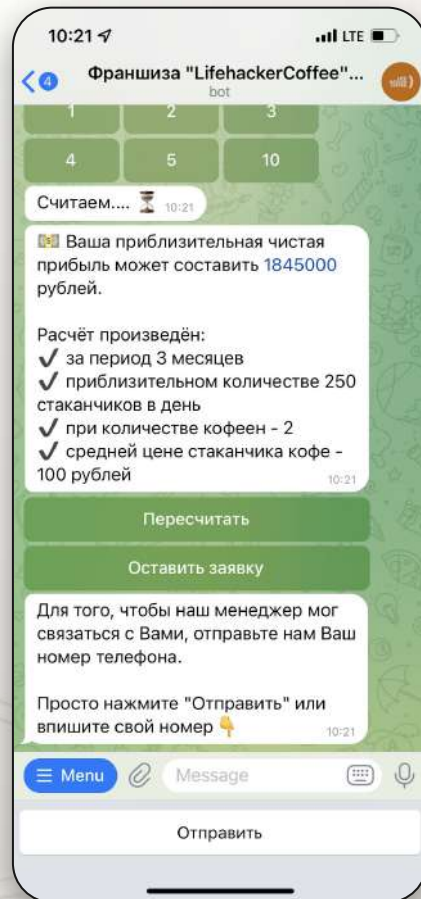 10:21
LTE
4
Франшиза "LifehackerCoffee"...
bot
1 2 3
4 5 10
Считаем.... 10:21
Ваша приблизительная чистая
прибыль может составить 1845000
рублей.
Расчёт произведён:
✔ за период 3 месяцев
✔ приблизительном количестве 250
стаканчиков в день
✔ при количестве кофеен - 2
✔ средней цене стаканчика кофе -
100 рублей
10:21
Пересчитать
Оставить заявку
Для того, чтобы наш менеджер мог
связаться с Вами, отправьте нам Ваш
номер телефона.
Просто нажмите "Отправить" или
впишите свой номер 👇
10:21
Menu
Message
Отправить